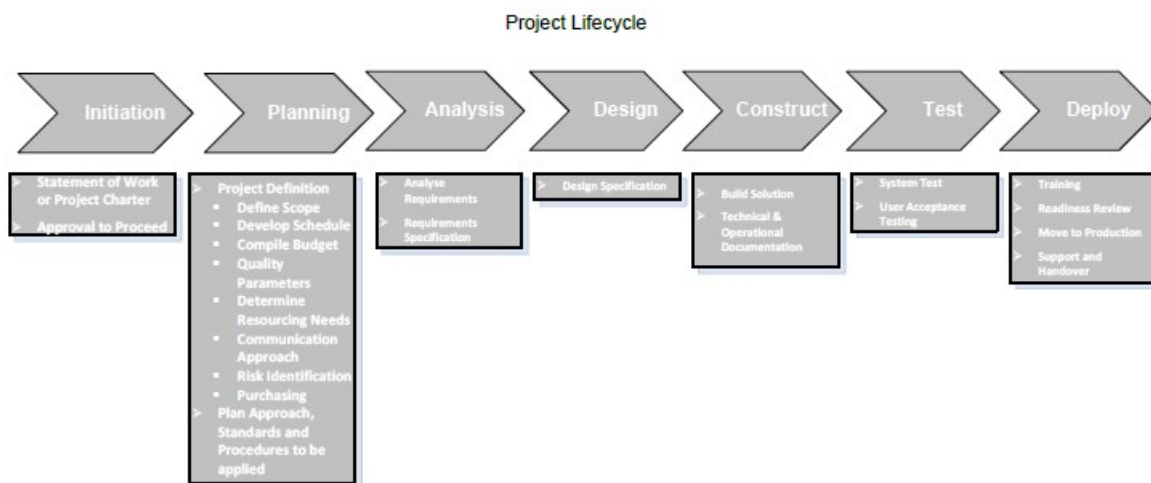 Project Lifecycle
Initiation
Planning
Analysis
Design
Construct
Test
Deploy
Statement of Work
or Project Charter
Approval to Proceed
Project Definition
Define Scope
Develop Schedule
Compile Budget
Quality
Parameters
Determine
Resourcing Needs
Communication
Approach
Risk Identification
Purchasing
Plan Approach,
Standards and
Procedures to be
applied
Analyse
Requirements
Requirements
Specification
Design Specification
Build Solution
Technical &
Operational
Documentation
System Test
User Acceptance
Testing
Training
Readiness Review
Move to Production
Support and
Handover